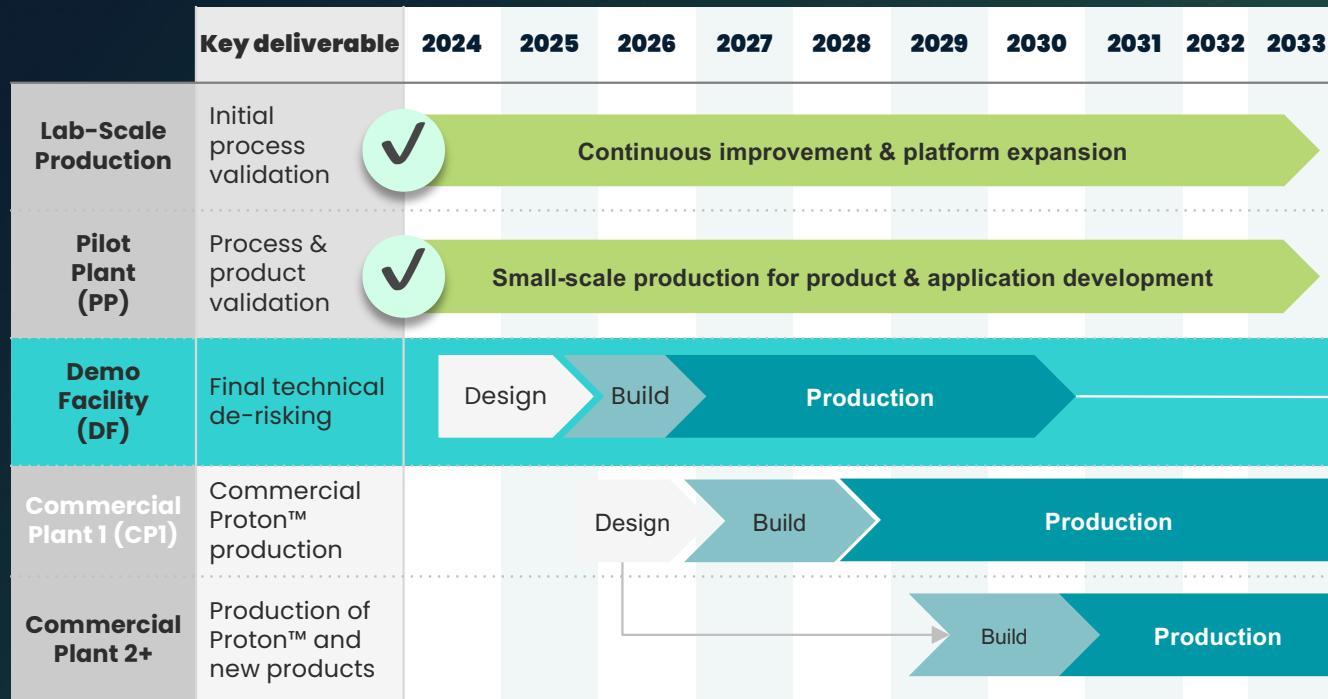 Key deliverable 2024 2025 2026 2027 2028 2029 2030 2031 2032 2033
Lab-Scale
Production
Initial
process
validation
Continuous improvement & platform expansion
Pilot
Plant
(PP)
Process &
product
validation
Small-scale production for product & application development
Demo
Facility
(DF)
Final technical
de-risking
Design
Build
Production
Commercial
Plant 1 (CP1)
Commercial
Proton™
production
Design
Build
Production
Commercial
Plant 2+
Production of
Proton™ and
new products
Build
Production